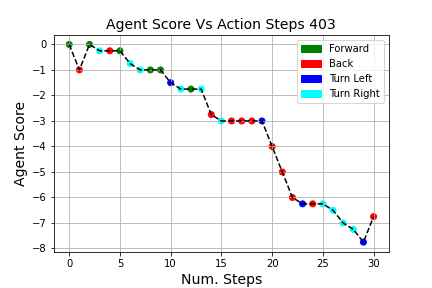 Agent Score Vs Action Steps 403
Forward
Back
Turn Left
Turn Right
Agent Score
0
−1
−2
−3
−4
−5
−6
−7
−8
0 5 10 15 20 25 30
Num. Steps